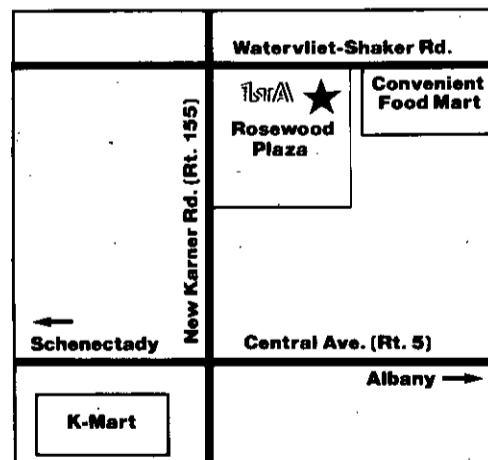 Watervliet-Shaker Rd.
Convenient
Food Mart
Rosewood
Plaza
New Karner Rd. (Rt. 155)
Schenectady
Central Ave. (Rt. 5)
Albany
K-Mart